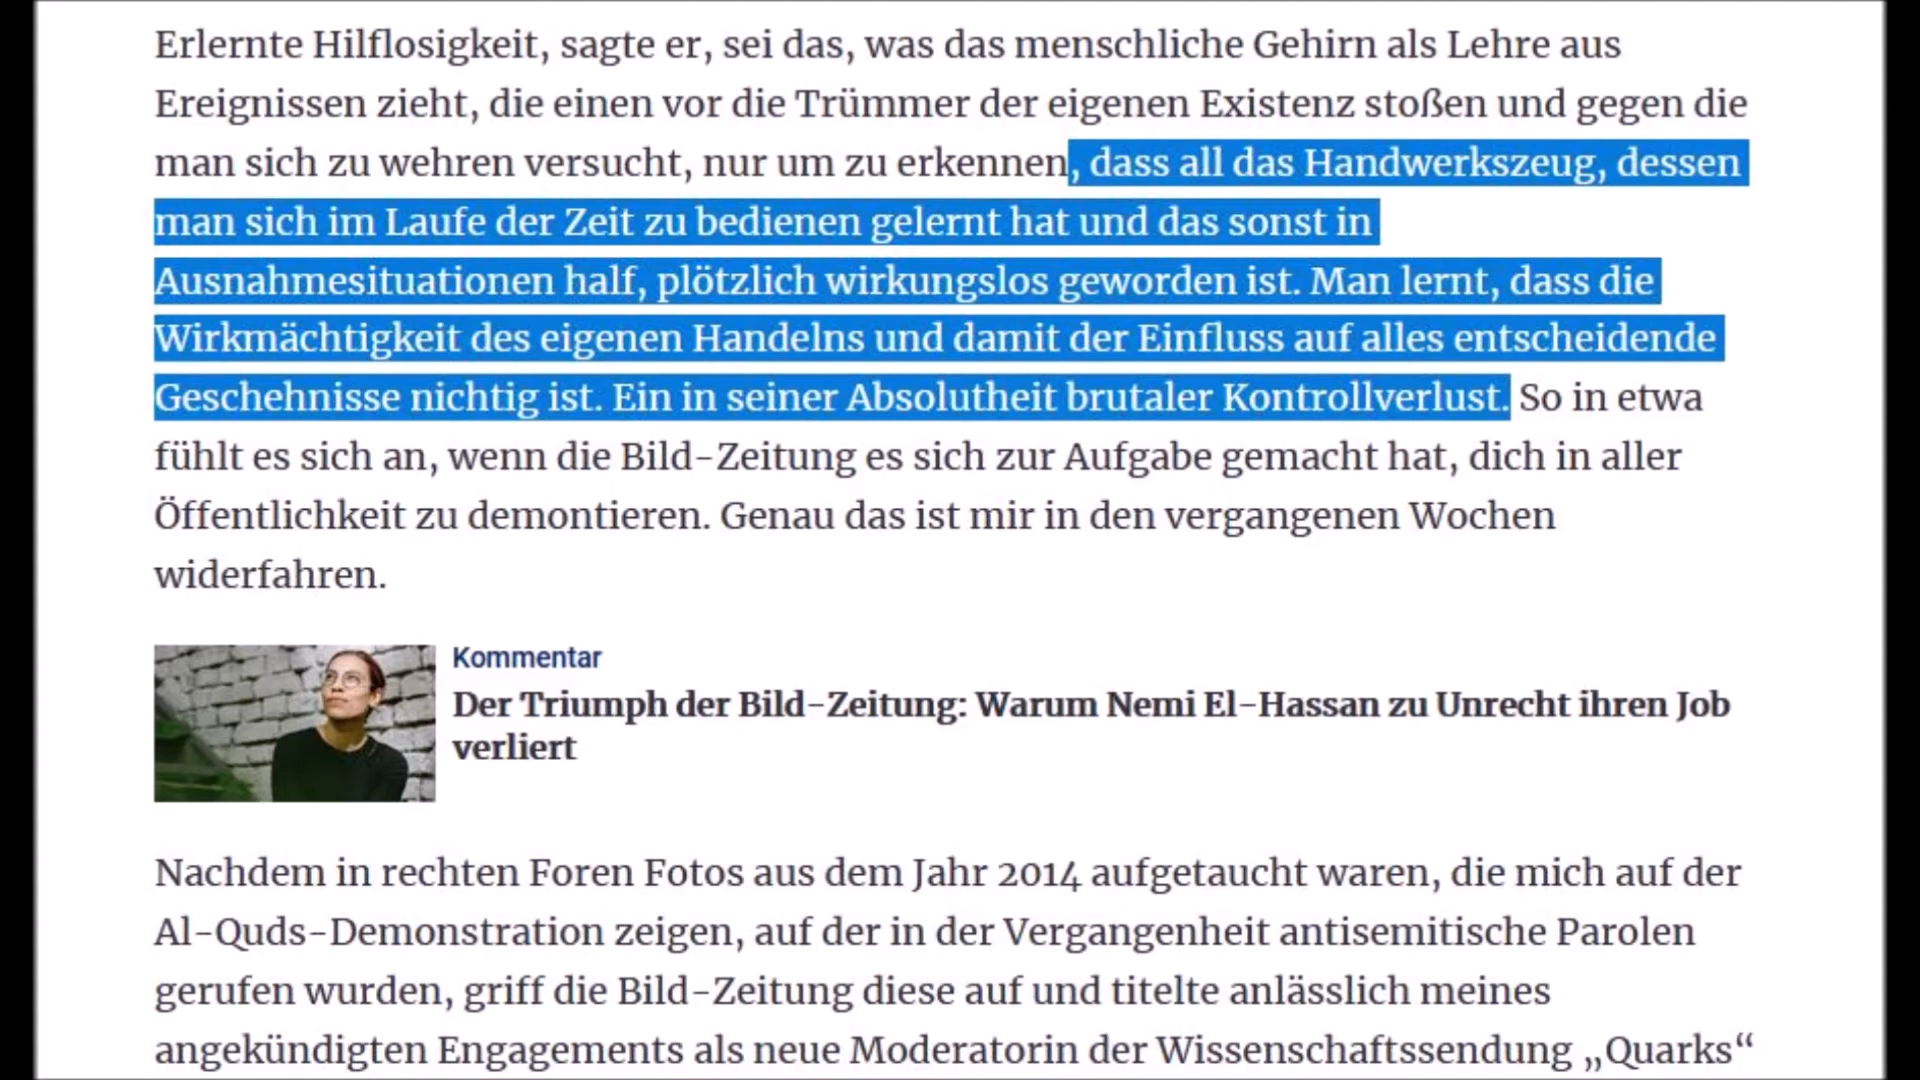 Erlernte Hilflosigkeit, sagte er, sei das, was das menschliche Gehirn als Lehre aus
Ereignissen zieht, die einen vor die Trümmer der eigenen Existenz stoßen und gegen die
man sich zu wehren versucht, nur um zu erkennen, dass all das Handwerkszeug, dessen
man sich im Laufe der Zeit zu bedienen gelernt hat und das sonst in
Ausnahmesituationen half, plötzlich wirkungslos geworden ist. Man lernt, dass die
Wirkmächtigkeit des eigenen Handelns und damit der Einfluss auf alles entscheidende
Geschehnisse nichtig ist. Ein in seiner Absolutheit brutaler Kontrollverlust. So in etwa
fühlt es sich an, wenn die Bild-Zeitung es sich zur Aufgabe gemacht hat, dich in aller
Öffentlichkeit zu demontieren. Genau das ist mir in den vergangenen Wochen
widerfahren.
Kommentar
Der Triumph der Bild-Zeitung: Warum Nemi El-Hassan zu Unrecht ihren Job
verliert
Nachdem in rechten Foren Fotos aus dem Jahr 2014 aufgetaucht waren, die mich auf der
Al-Quds-Demonstration zeigen, auf der in der Vergangenheit antisemitische Parolen
gerufen wurden, griff die Bild-Zeitung diese auf und titelte anlässlich meines
angekündigten Engagements als neue Moderatorin der Wissenschaftssendung „Quarks“